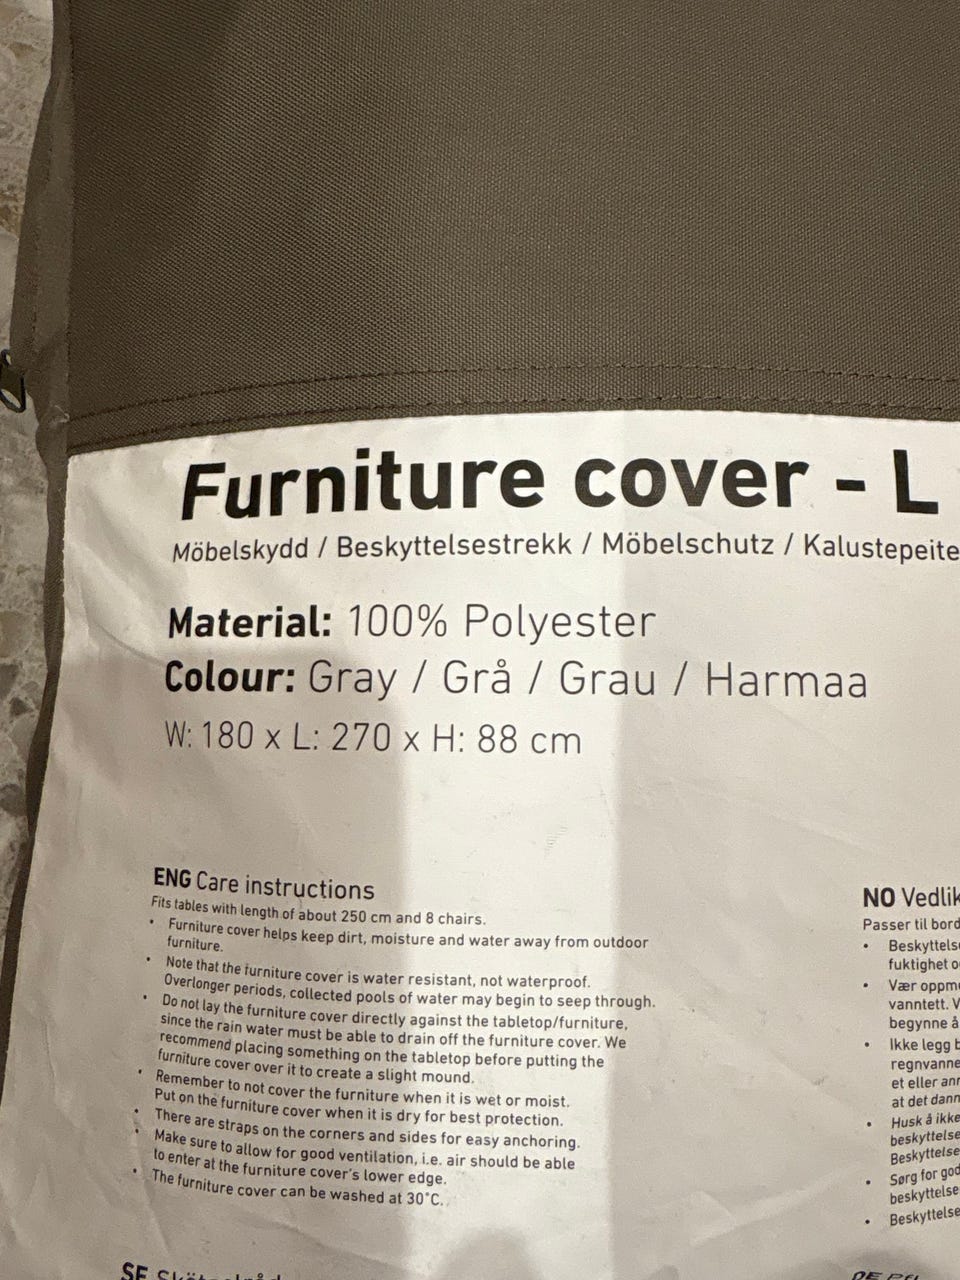 Furniture cover - L
Möbelskydd / Beskyttelsestrekk / Möbelschutz / Kalustepeite
Material: 100% Polyester
Colour: Gray / Grå / Grau / Harmaa
W: 180 x L: 270 x H: 88 cm
ENG Care instructions
Fits tables with length of about 250 cm and 8 chairs.
• Furniture cover helps keep dirt, moisture and water away from outdoor
furniture.
• Note that the furniture cover is water resistant, not waterproof.
Overlonger periods, collected pools of water may begin to seep through.
• Do not lay the furniture cover directly against the tabletop/furniture,
since the rain water must be able to drain off the furniture cover. We
recommend placing something on the tabletop before putting the
furniture cover over it to create a slight mound.
• Remember to not cover the furniture when it is wet or moist.
Put on the furniture cover when it is dry for best protection.
• There are straps on the corners and sides for easy anchoring.
• Make sure to allow for good ventilation, i.e. air should be able
to enter at the furniture cover's lower edge.
• The furniture cover can be washed at 30°C.
NO Vedlik
Passer til bord
• Beskyttelse
fuktighet o
• Vær oppm
vanntett. V
begynne å
• Ikke legg b
regnvanne
et eller ann
at det dann
• Husk å ikke
beskyttelse
Beskyttelse
• Sørg for god
beskyttelse
• Beskyttelse
SE
DE